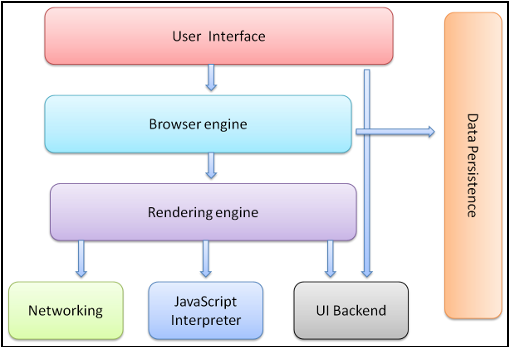 User  Interface
Browser engine
Data Persistence
Rendering engine
Networking
JavaScript
Interpreter
UI Backend